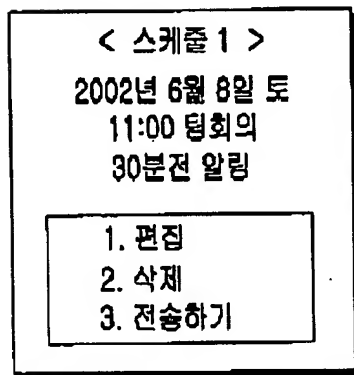 < 스케줄 1 >
2002년 6월 8일 토
11:00 팀회의
30분전 알림
1. 편집
2. 삭제
3. 전송하기